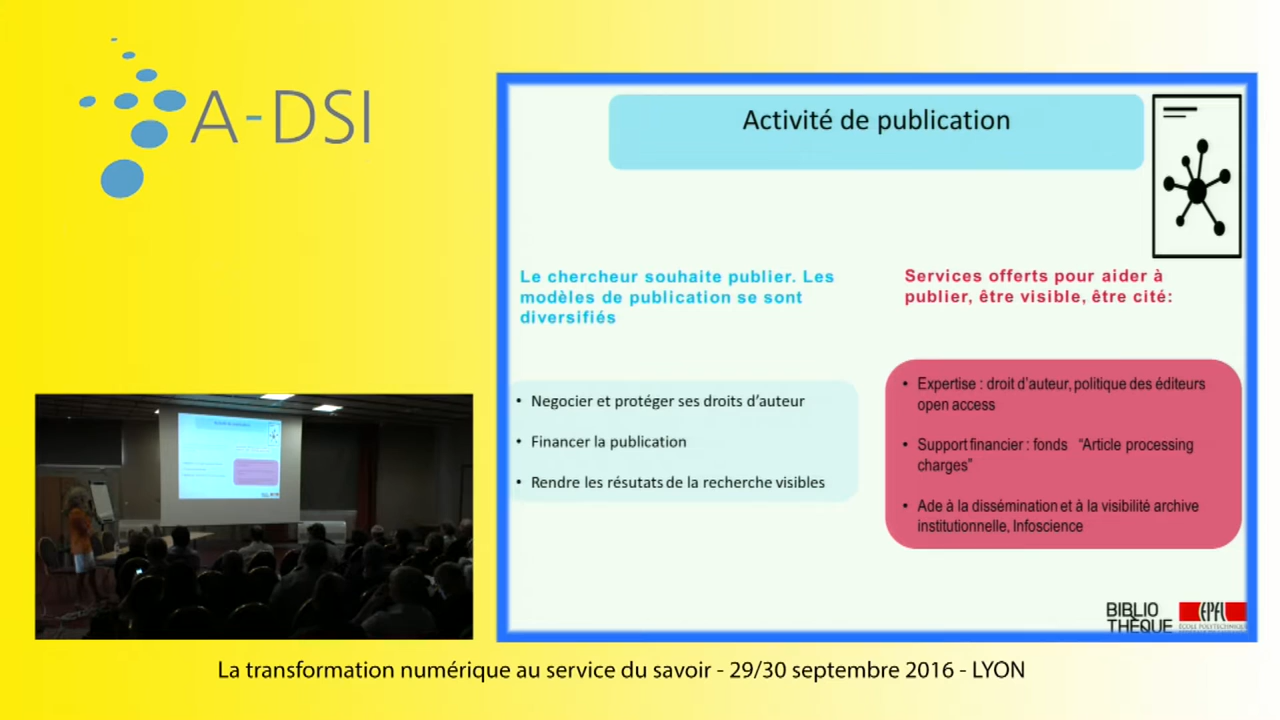 A-DSI
Activité de publication
Le chercheur souhaite publier. Les
modèles de publication se sont
diversifiés
Services offerts pour aider à
publier, être visible, être cité:
• Negocier et protéger ses droits d'auteur
• Financer la publication
• Rendre les résutats de la recherche visibles
• Expertise : droit d'auteur, politique des éditeurs
open access
• Support financier : fonds "Article processing
charges"
• Ade à la dissémination et à la visibilité archive
institutionnelle, Infoscience
BIBLIO
THÈQUE
EPFL
ÉCOLE POLYTECHNIQUE
La transformation numérique au service du savoir - 29/30 septembre 2016 - LYON